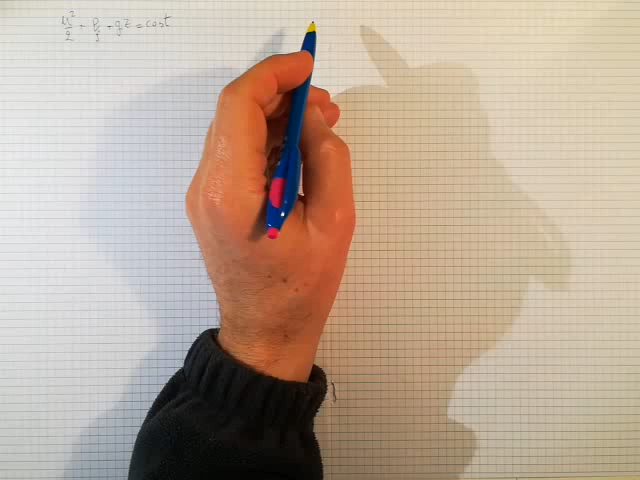 u²/2 + p/ρ + gz = cost